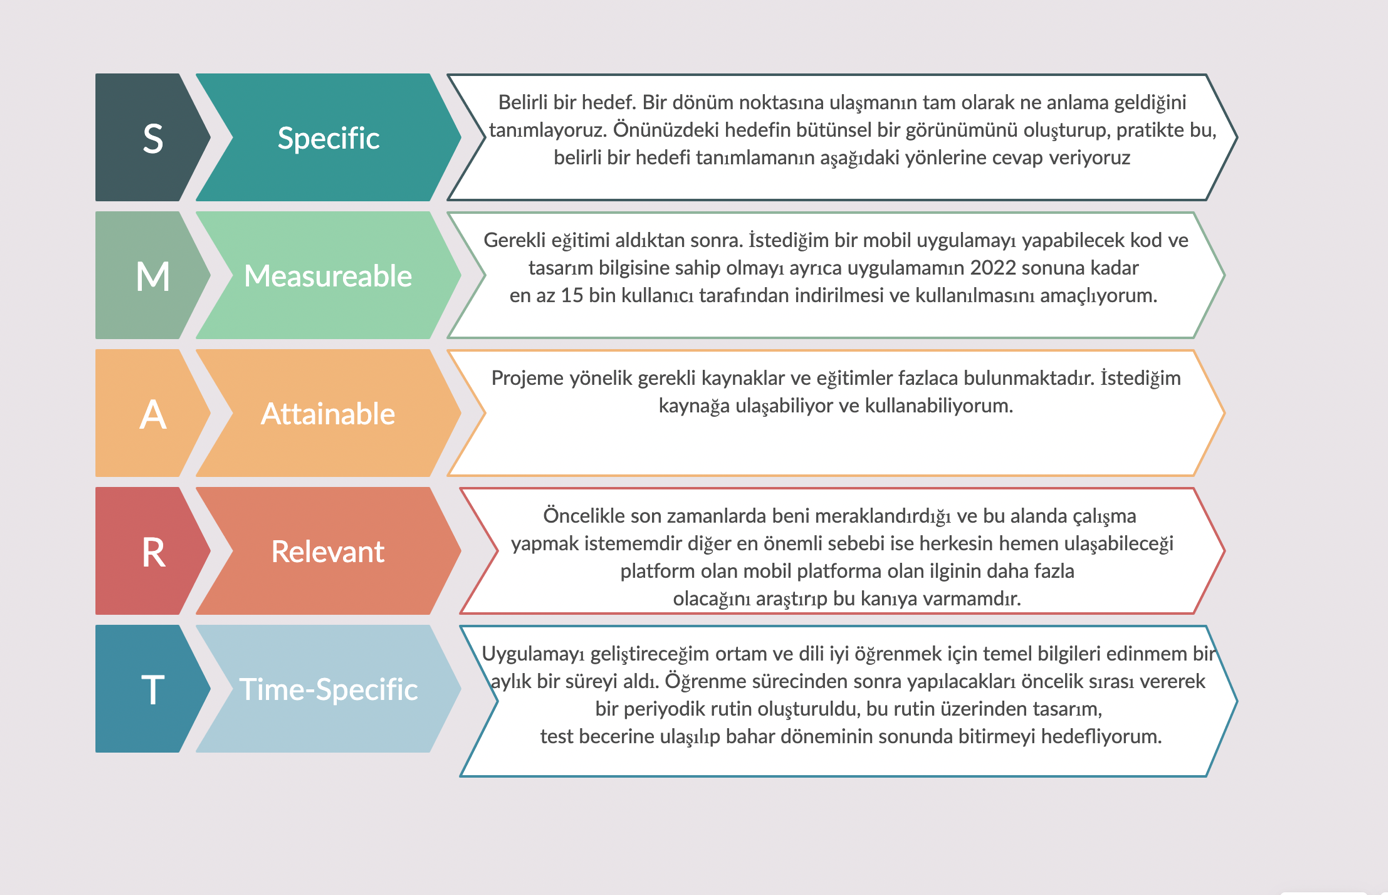 S
Specific
Belirli bir hedef. Bir dönüm noktasına ulaşmanın tam olarak ne anlama geldiğini
tanımlayoruz. Önünüzdeki hedefin bütünsel bir görünümünü oluşturup, pratikte bu,
belirli bir hedefi tanımlamanın aşağıdaki yönlerine cevap veriyoruz
M
Measureable
Gerekli eğitimi aldıktan sonra. İstediğim bir mobil uygulamayı yapabilecek kod ve
tasarım bilgisine sahip olmayı ayrıca uygulamamın 2022 sonuna kadar
en az 15 bin kullanıcı tarafından indirilmesi ve kullanılmasını amaçlıyorum.
A
Attainable
Projeme yönelik gerekli kaynaklar ve eğitimler fazlaca bulunmaktadır. İstediğim
kaynağa ulaşabiliyor ve kullanabiliyorum.
R
Relevant
Öncelikle son zamanlarda beni meraklandırdığı ve bu alanda çalışma
yapmak istememdir diğer en önemli sebebi ise herkesin hemen ulaşabileceği
platform olan mobil platforma olan ilginin daha fazla
olacağını araştırıp bu kanıya varmamdır.
T
Time-Specific
Uygulamayı geliştireceğim ortam ve dili iyi öğrenmek için temel bilgileri edinmem bir
aylık bir süreyi aldı. Öğrenme sürecinden sonra yapılacakları öncelik sırası vererek
bir periyodik rutin oluşturuldu, bu rutin üzerinden tasarım,
test becerine ulaşılıp bahar döneminin sonunda bitirmeyi hedefliyorum.